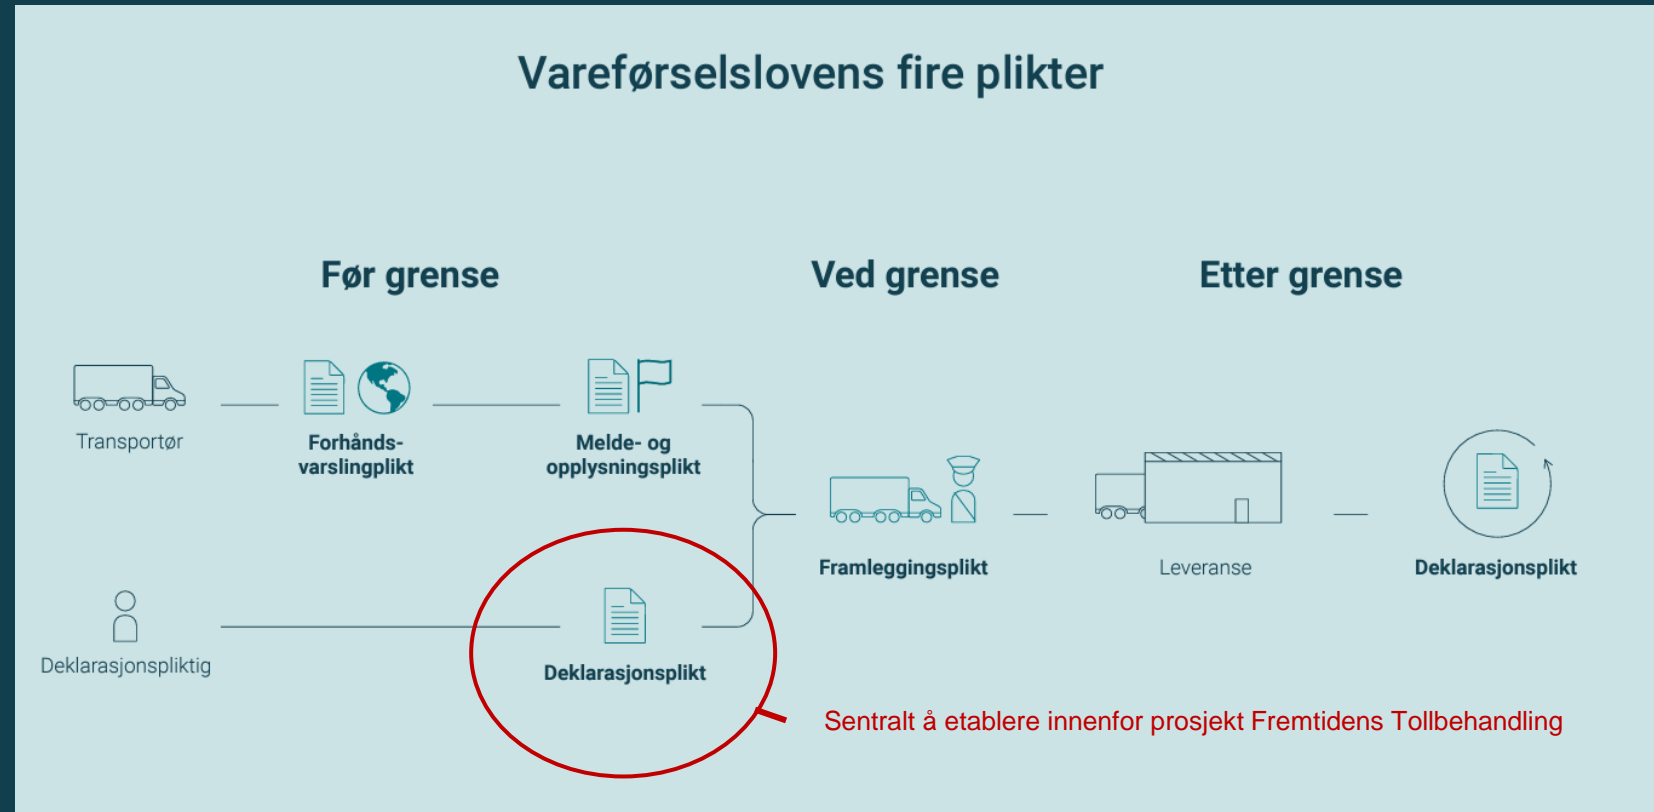 Vareførselslovens fire plikter
Før grense
Ved grense
Etter grense
Transportør
Forhånds-
varslingplikt
Melde- og
opplysningsplikt
Framleggingsplikt
Leveranse
Deklarasjonsplikt
Deklarasjonspliktig
Deklarasjonsplikt
Sentralt å etablere innenfor prosjekt Fremtidens Tollbehandling